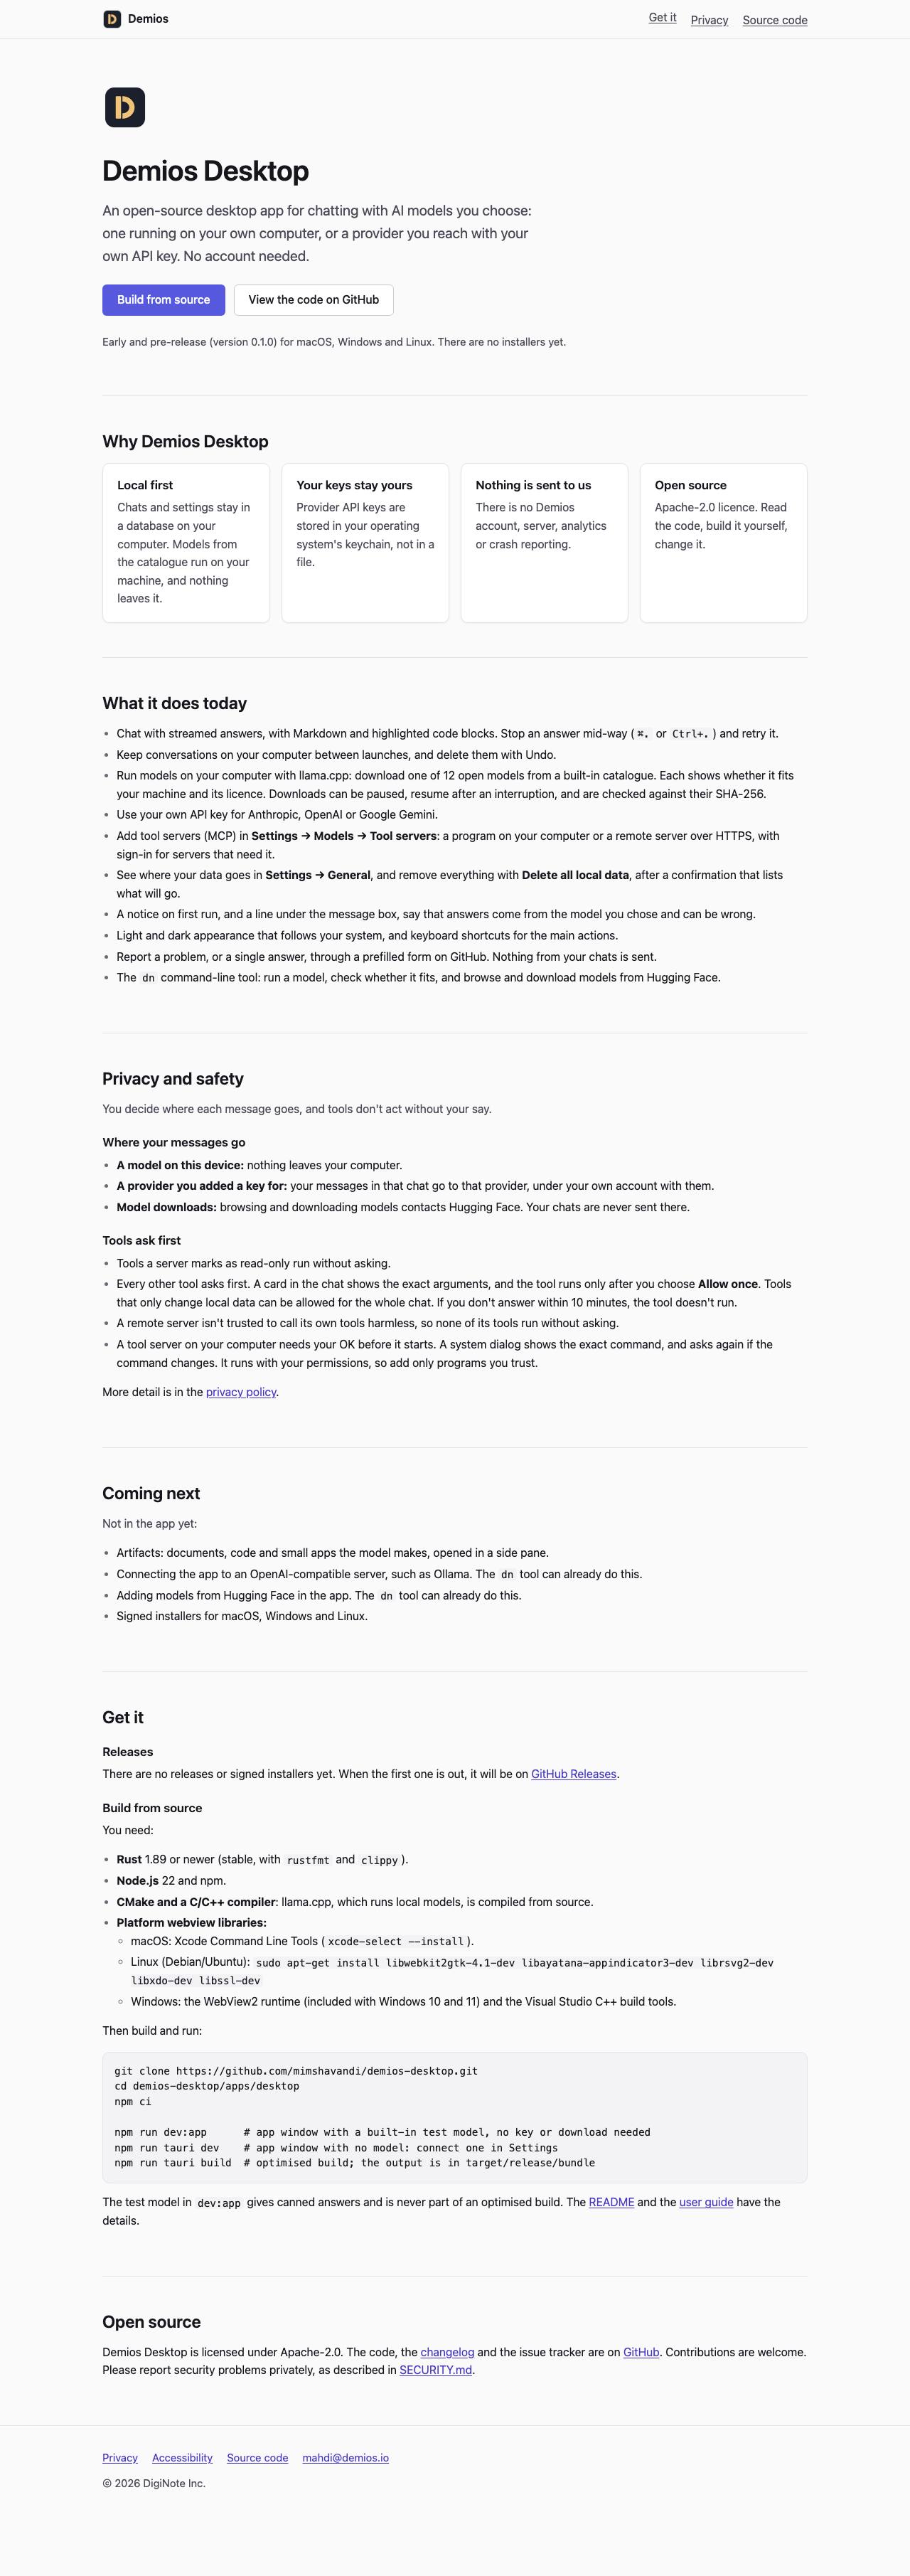 Demios
Get it
Privacy
Source code
Demios Desktop
An open-source desktop app for chatting with AI models you choose:
one running on your own computer, or a provider you reach with your
own API key. No account needed.
Build from source
View the code on GitHub
Early and pre-release (version 0.1.0) for macOS, Windows and Linux. There are no installers yet.
Why Demios Desktop
Local first
Chats and settings stay in
a database on your
computer. Models from
the catalogue run on your
machine, and nothing
leaves it.
Your keys stay yours
Provider API keys are
stored in your operating
system's keychain, not in a
file.
Nothing is sent to us
There is no Demios
account, server, analytics
or crash reporting.
Open source
Apache-2.0 licence. Read
the code, build it yourself,
change it.
What it does today
• Chat with streamed answers, with Markdown and highlighted code blocks. Stop an answer mid-way ( ⌘. or Ctrl+. ) and retry it.
• Keep conversations on your computer between launches, and delete them with Undo.
• Run models on your computer with llama.cpp: download one of 12 open models from a built-in catalogue. Each shows whether it fits
your machine and its licence. Downloads can be paused, resume after an interruption, and are checked against their SHA-256.
• Use your own API key for Anthropic, OpenAI or Google Gemini.
• Add tool servers (MCP) in Settings → Models → Tool servers: a program on your computer or a remote server over HTTPS, with
sign-in for servers that need it.
• See where your data goes in Settings → General, and remove everything with Delete all local data, after a confirmation that lists
what will go.
• A notice on first run, and a line under the message box, say that answers come from the model you chose and can be wrong.
• Light and dark appearance that follows your system, and keyboard shortcuts for the main actions.
• Report a problem, or a single answer, through a prefilled form on GitHub. Nothing from your chats is sent.
• The dn command-line tool: run a model, check whether it fits, and browse and download models from Hugging Face.
Privacy and safety
You decide where each message goes, and tools don't act without your say.
Where your messages go
• A model on this device: nothing leaves your computer.
• A provider you added a key for: your messages in that chat go to that provider, under your own account with them.
• Model downloads: browsing and downloading models contacts Hugging Face. Your chats are never sent there.
Tools ask first
• Tools a server marks as read-only run without asking.
• Every other tool asks first. A card in the chat shows the exact arguments, and the tool runs only after you choose Allow once. Tools
that only change local data can be allowed for the whole chat. If you don't answer within 10 minutes, the tool doesn't run.
• A remote server isn't trusted to call its own tools harmless, so none of its tools run without asking.
• A tool server on your computer needs your OK before it starts. A system dialog shows the exact command, and asks again if the
command changes. It runs with your permissions, so add only programs you trust.
More detail is in the privacy policy.
Coming next
Not in the app yet:
• Artifacts: documents, code and small apps the model makes, opened in a side pane.
• Connecting the app to an OpenAI-compatible server, such as Ollama. The dn tool can already do this.
• Adding models from Hugging Face in the app. The dn tool can already do this.
• Signed installers for macOS, Windows and Linux.
Get it
Releases
There are no releases or signed installers yet. When the first one is out, it will be on GitHub Releases.
Build from source
You need:
• Rust 1.89 or newer (stable, with rustfmt and clippy ).
• Node.js 22 and npm.
• CMake and a C/C++ compiler: llama.cpp, which runs local models, is compiled from source.
• Platform webview libraries:
◦ macOS: Xcode Command Line Tools ( xcode-select --install ).
◦ Linux (Debian/Ubuntu): sudo apt-get install libwebkit2gtk-4.1-dev libayatana-appindicator3-dev librsvg2-dev
libxdo-dev libssl-dev
◦ Windows: the WebView2 runtime (included with Windows 10 and 11) and the Visual Studio C++ build tools.
Then build and run:
git clone https://github.com/mimshavandi/demios-desktop.git
cd demios-desktop/apps/desktop
npm ci
npm run dev:app # app window with a built-in test model, no key or download needed
npm run tauri dev # app window with no model: connect one in Settings
npm run tauri build # optimised build; the output is in target/release/bundle
The test model in dev:app gives canned answers and is never part of an optimised build. The README and the user guide have the
details.
Open source
Demios Desktop is licensed under Apache-2.0. The code, the changelog and the issue tracker are on GitHub. Contributions are welcome.
Please report security problems privately, as described in SECURITY.md.
Privacy
Accessibility
Source code
mahdi@demios.io
© 2026 DigiNote Inc.